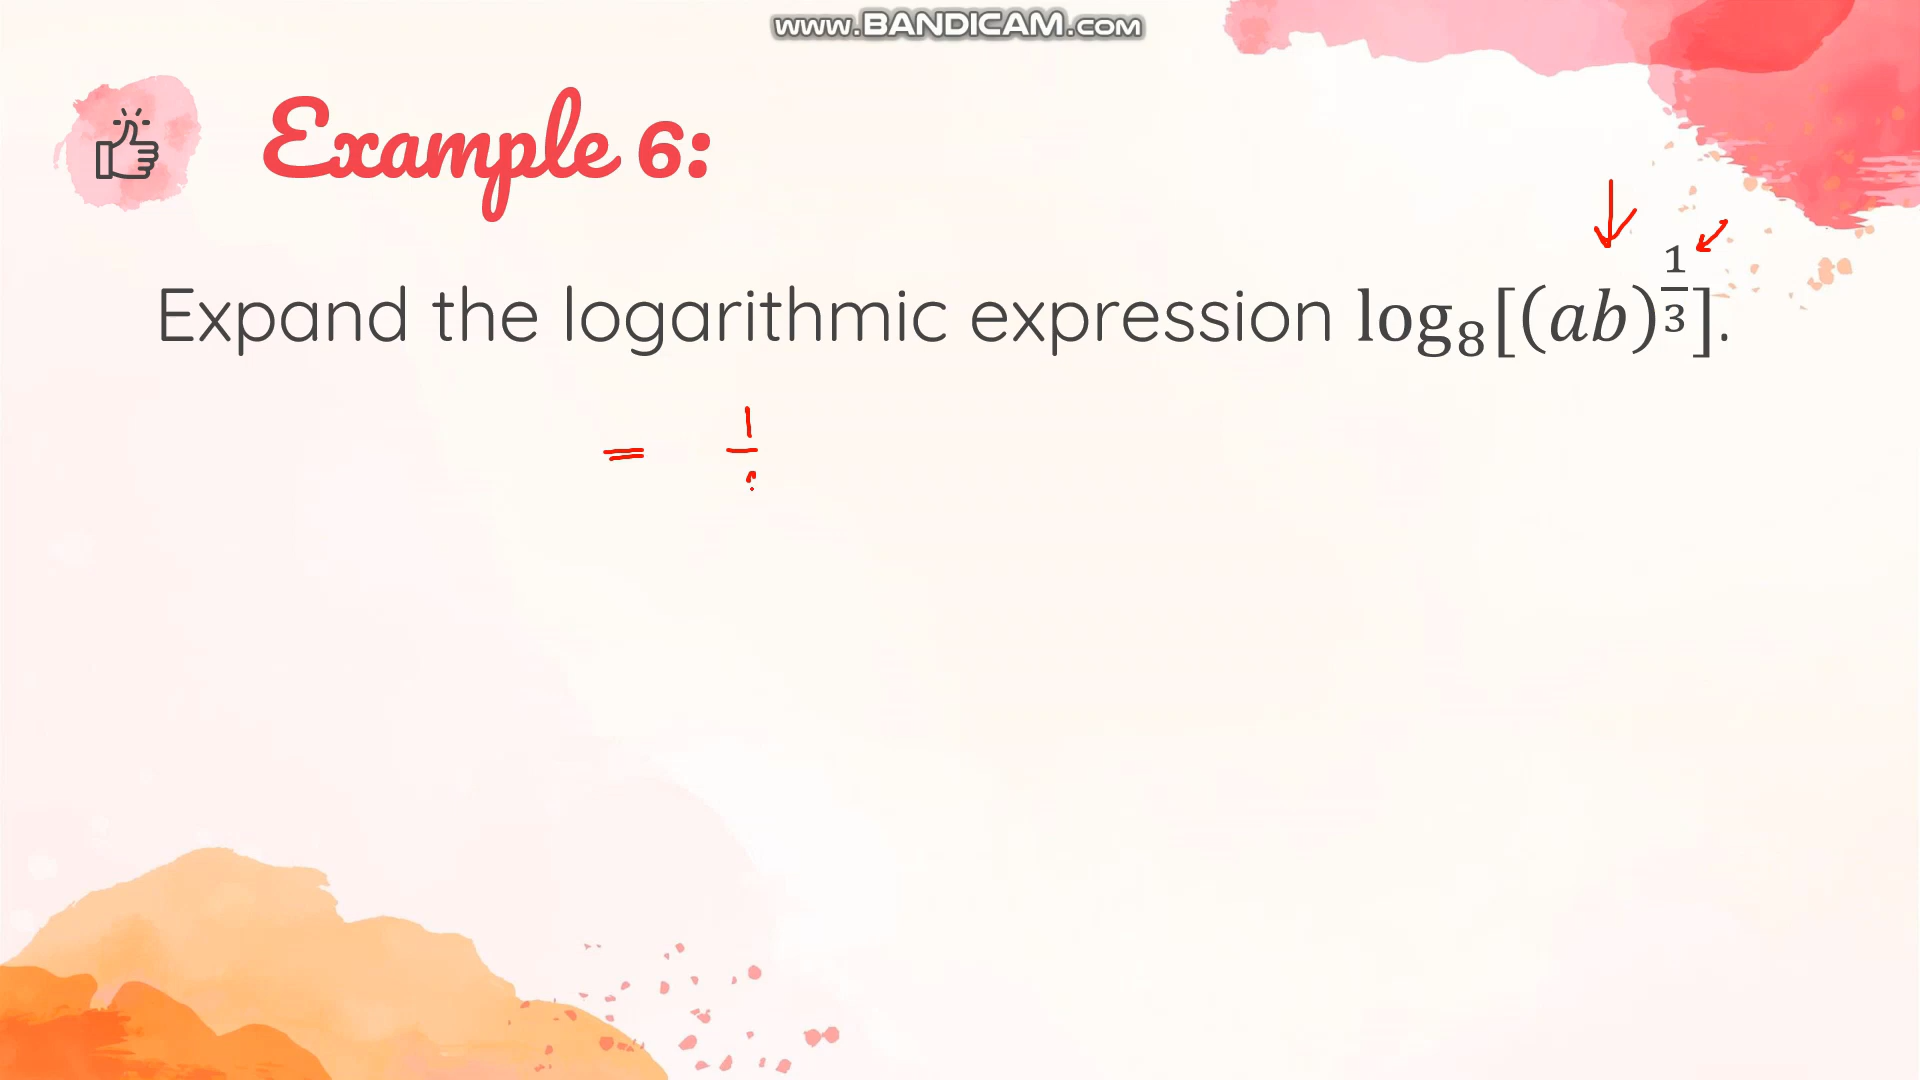 www.BANDICAM.com
Example 6:
Expand the logarithmic expression log₈[(ab)^(1/3)].
= 1/